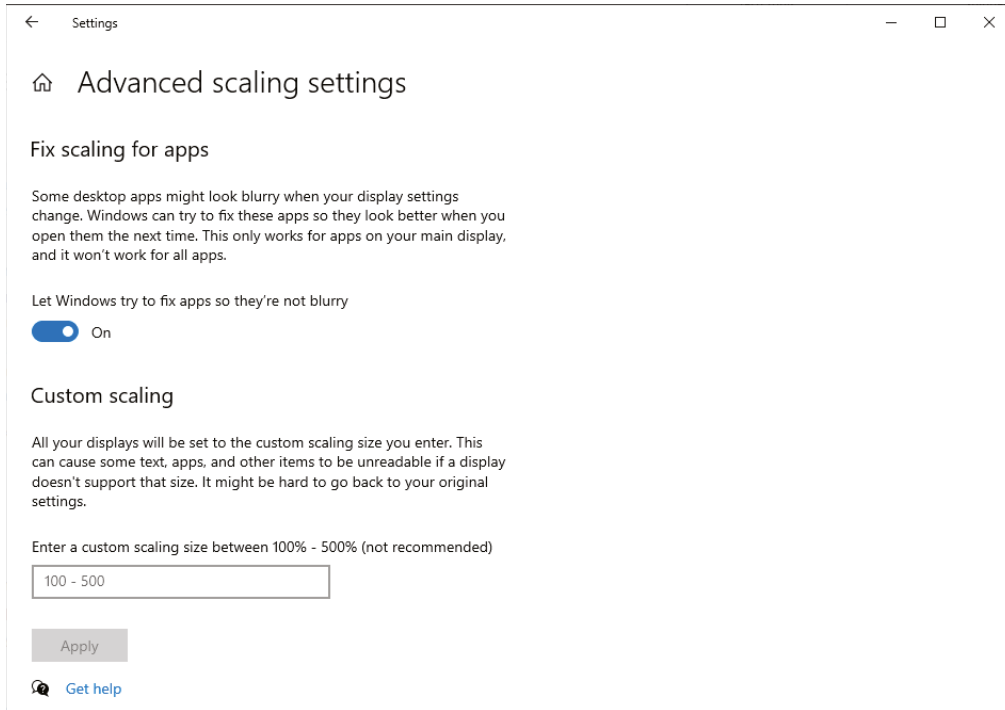 Settings
Advanced scaling settings
Fix scaling for apps
Some desktop apps might look blurry when your display settings
change. Windows can try to fix these apps so they look better when you
open them the next time. This only works for apps on your main display,
and it won't work for all apps.
Let Windows try to fix apps so they're not blurry
On
Custom scaling
All your displays will be set to the custom scaling size you enter. This
can cause some text, apps, and other items to be unreadable if a display
doesn't support that size. It might be hard to go back to your original
settings.
Enter a custom scaling size between 100% - 500% (not recommended)
100 - 500
Apply
Get help